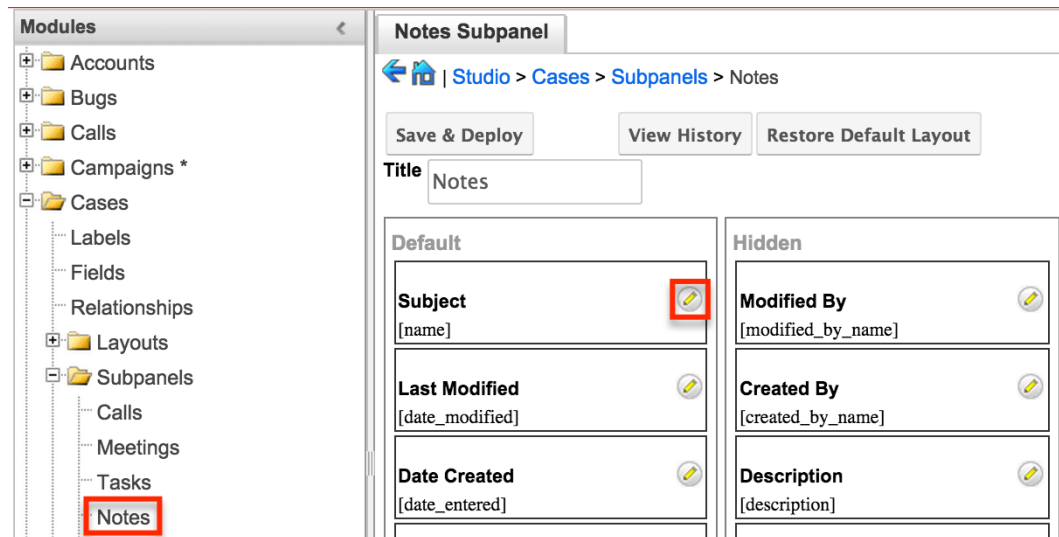 Modules
Accounts
Bugs
Calls
Campaigns *
Cases
Labels
Fields
Relationships
Layouts
Subpanels
Calls
Meetings
Tasks
Notes
Notes Subpanel
| Studio > Cases > Subpanels > Notes
Save & Deploy View History Restore Default Layout
Title Notes
Default
Subject
[name]
Last Modified
[date_modified]
Date Created
[date_entered]
Hidden
Modified By
[modified_by_name]
Created By
[created_by_name]
Description
[description]